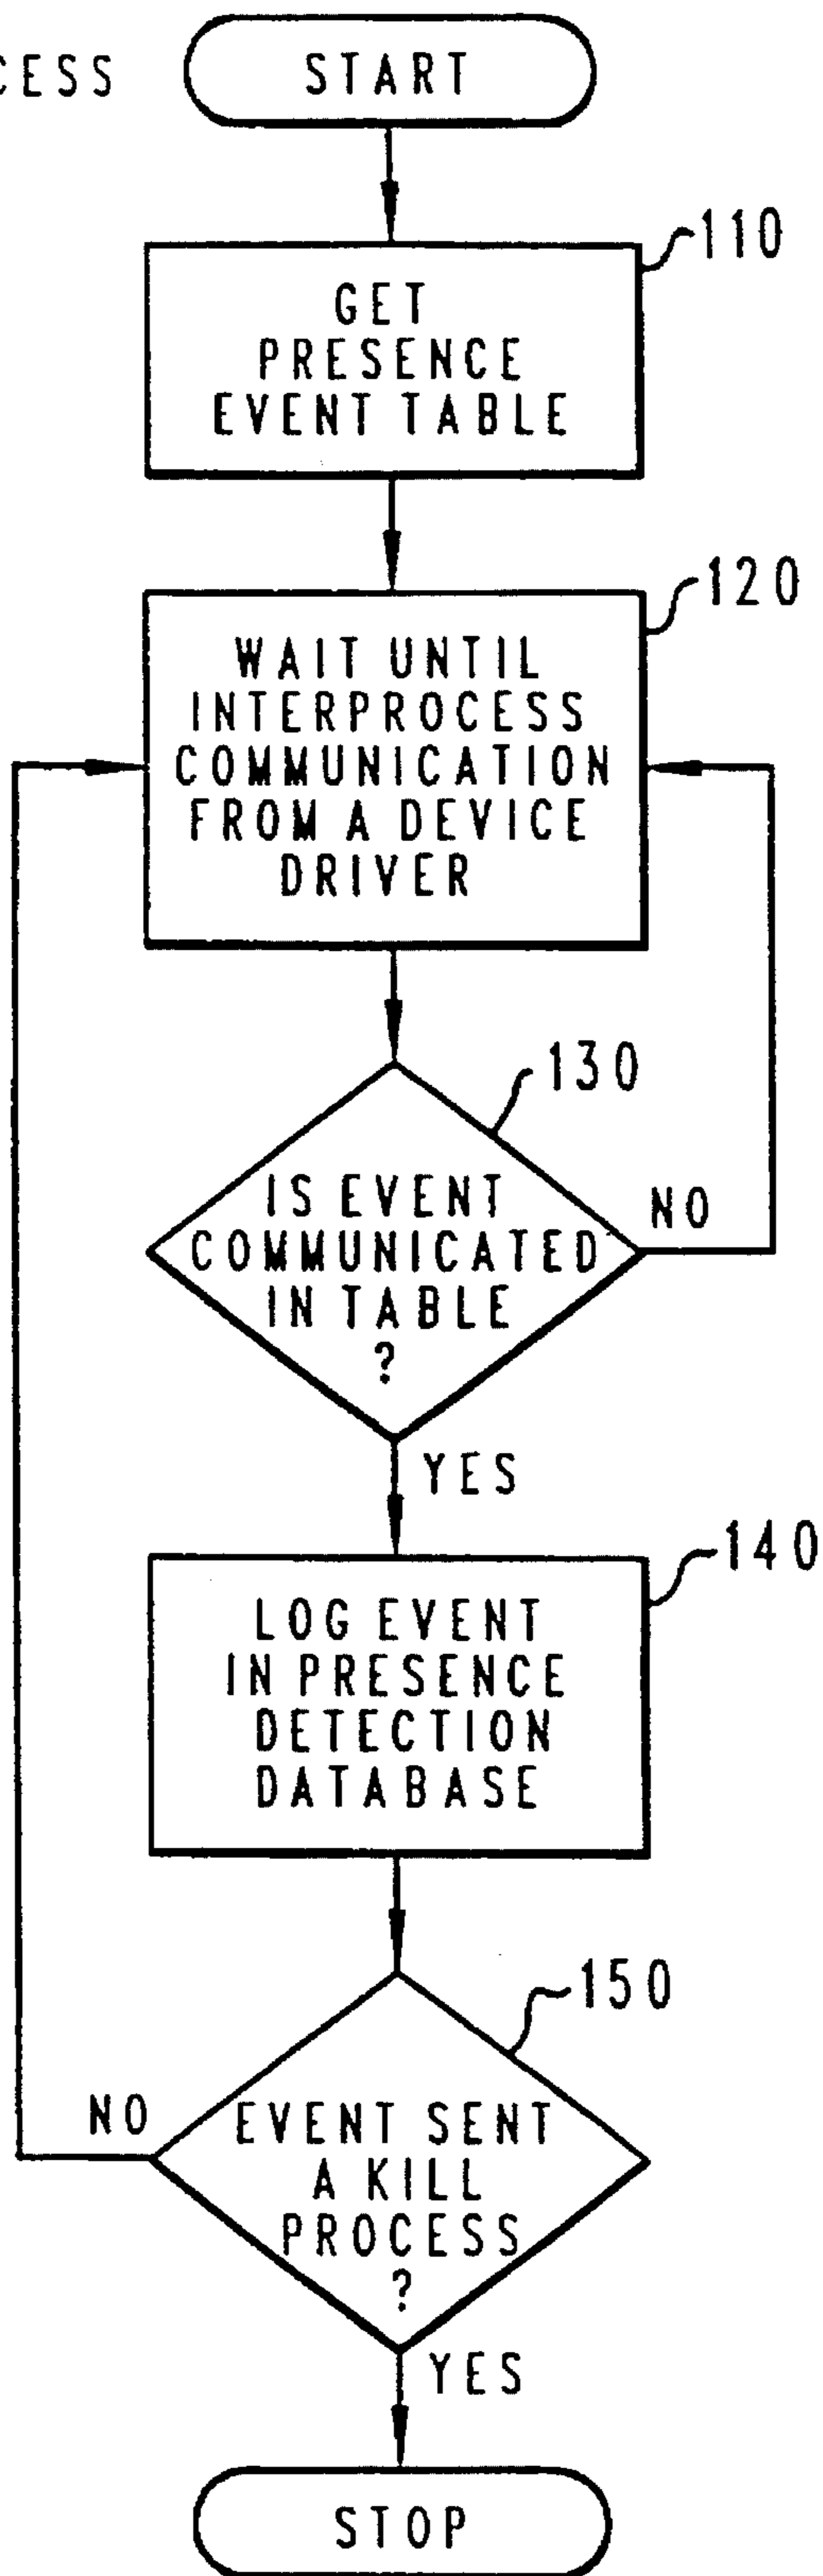 START
110
GET
PRESENCE
EVENT TABLE
120
WAIT UNTIL
INTERPROCESS
COMMUNICATION
FROM A DEVICE
DRIVER
130
IS EVENT
COMMUNICATED
IN TABLE
?
NO
YES
140
LOG EVENT
IN PRESENCE
DETECTION
DATABASE
150
EVENT SENT
A KILL
PROCESS
?
NO
YES
STOP